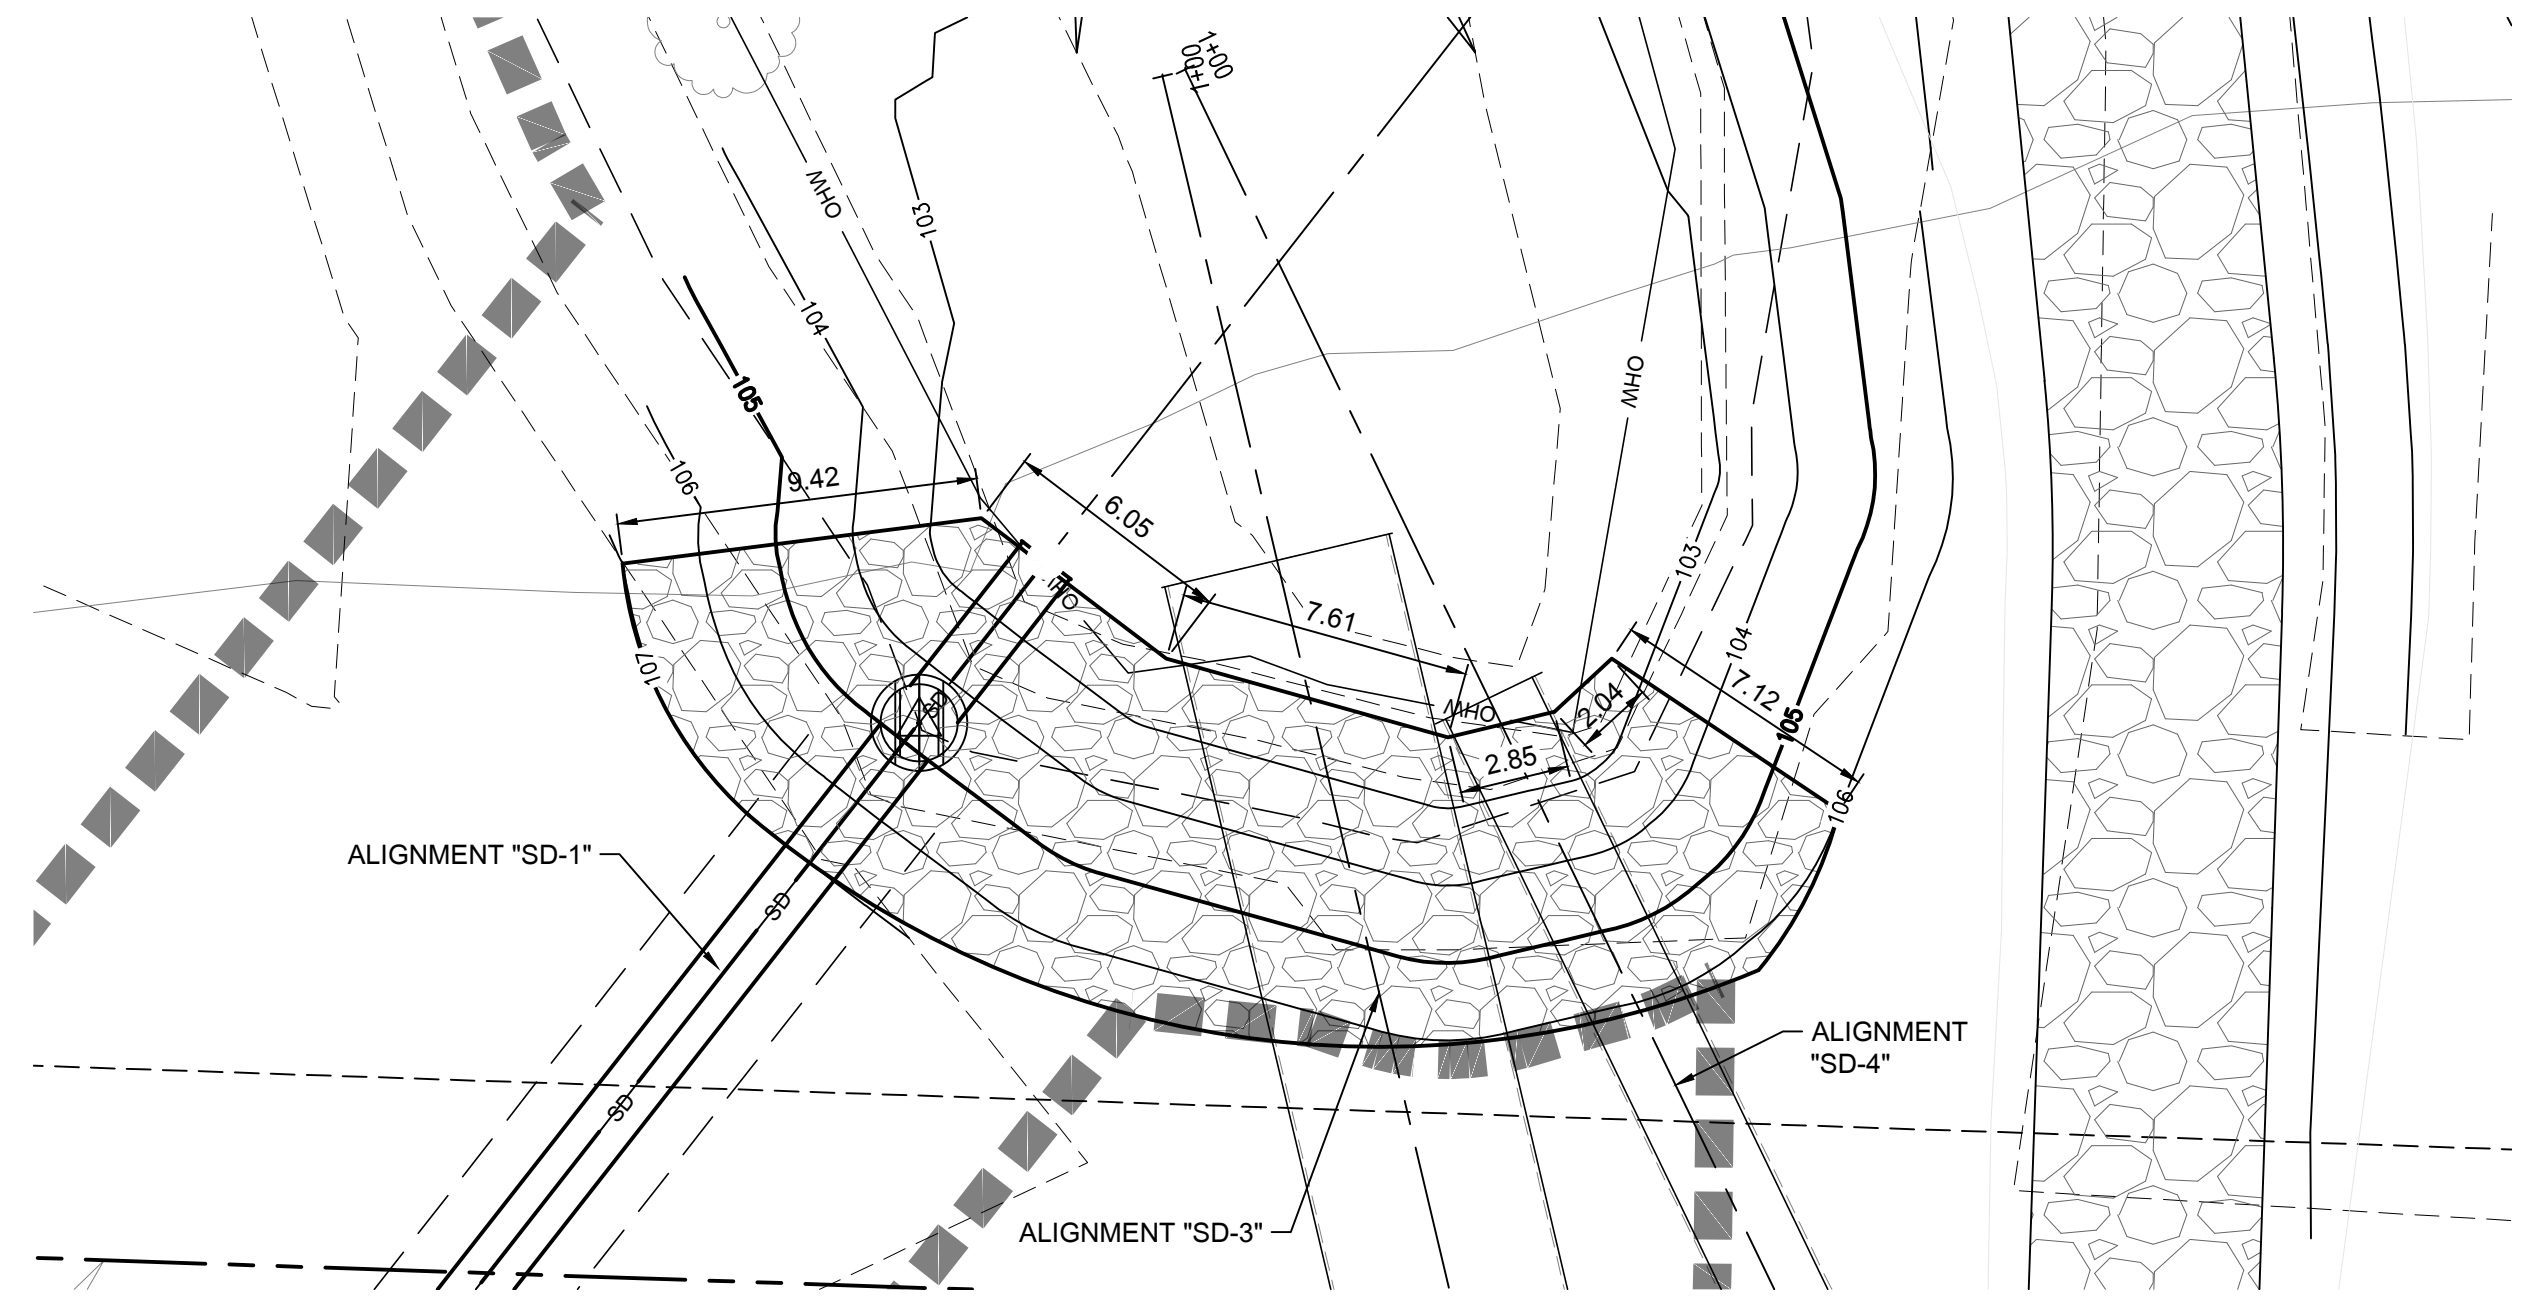 1+00
1+00
OHW
103
104
105
106
9.42
6.05
OHW
7.61
OHW
103
104
OHW
2.04
7.12
105
2.85
106
107
SD
ALIGNMENT "SD-1"
SD
ALIGNMENT
"SD-4"
SD
ALIGNMENT "SD-3"